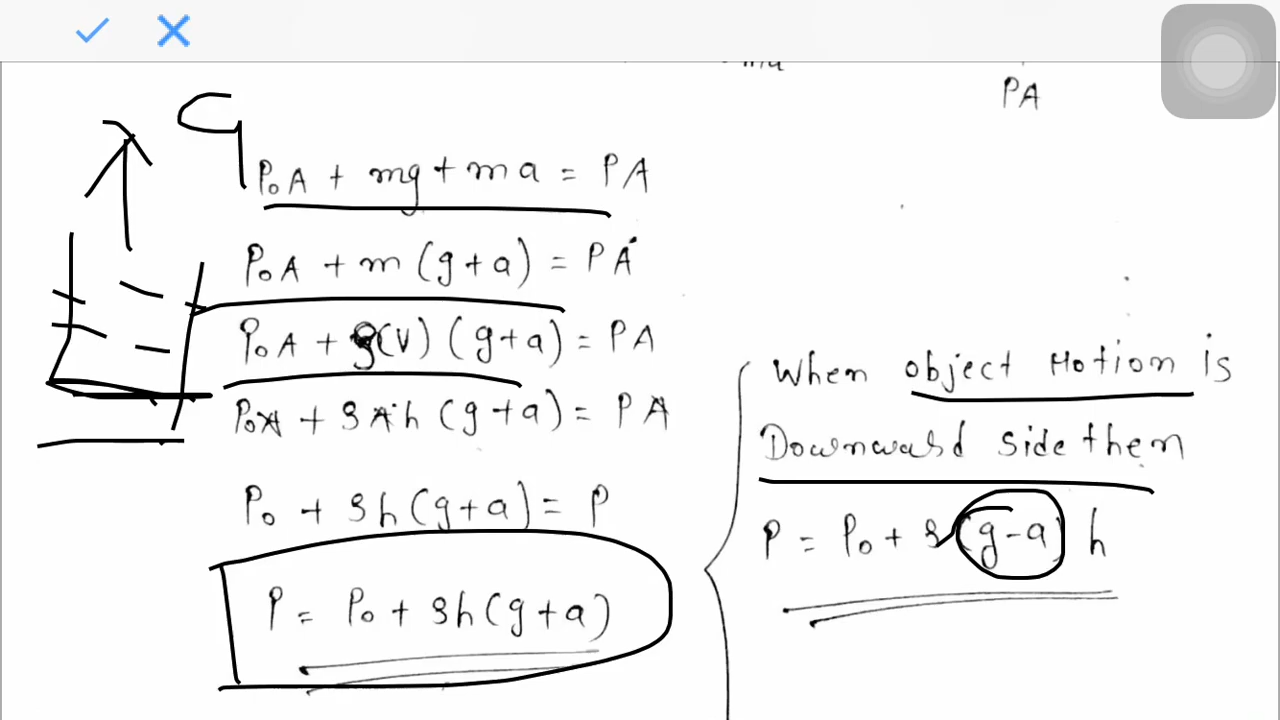 PA
a
P₀A + mg + ma = PA
P₀A + m (g+a) = PA
P₀A + ρ(V) (g+a) = PA
P₀A + ρAh (g+a) = PA
P₀ + ρh (g+a) = P
P = P₀ + ρh (g+a)
When object Motion is
Downward side them
P = P₀ + ρ (g-a) h